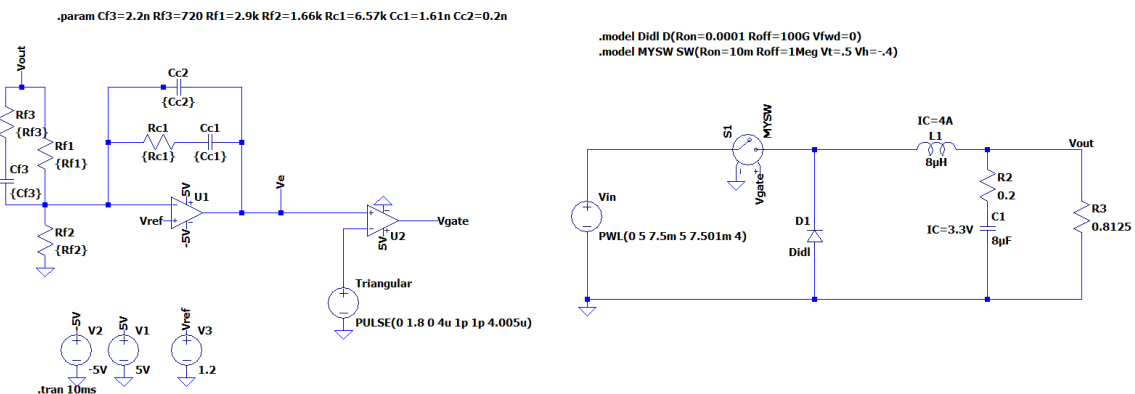 .param Cf3=2.2n Rf3=720 Rf1=2.9k Rf2=1.66k Rc1=6.57k Cc1=1.61n Cc2=0.2n
.model Didl D(Ron=0.0001 Roff=100G Vfwd=0)
.model MYSW SW(Ron=10m Roff=1Meg Vt=.5 Vh=-.4)
Vout
Rf3
{Rf3}
Rf1
{Rf1}
Cf3
{Cf3}
Rf2
{Rf2}
Cc2
{Cc2}
Rc1
{Rc1}
Cc1
{Cc1}
5V
U1
Vref
-5V
Ve
U2
5V
Vgate
Triangular
PULSE(0 1.8 0 4u 1p 1p 4.005u)
-5V
V2
-5V
5V
V1
5V
Vref
V3
1.2
.tran 10ms
S1
MYSW
Vgate
Vin
PWL(0 5 7.5m 5 7.501m 4)
D1
Didl
IC=4A
L1
8µH
Vout
R2
0.2
C1
IC=3.3V
8µF
R3
0.8125